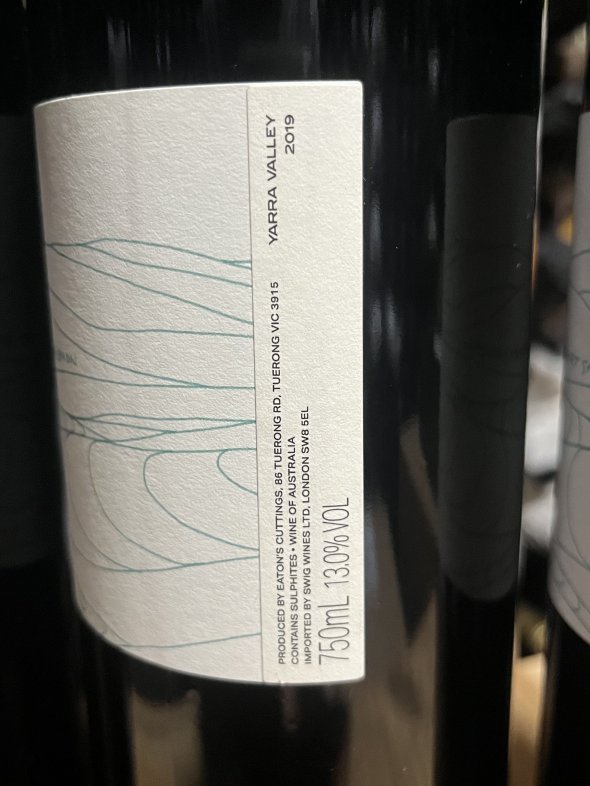 YARRA VALLEY
2019
PRODUCED BY EATON'S CUTTINGS, 86 TUERONG RD, TUERONG VIC 3915
CONTAINS SULPHITES • WINE OF AUSTRALIA
IMPORTED BY SWIG WINES LTD, LONDON SW8 5EL
750mL 13.0% VOL